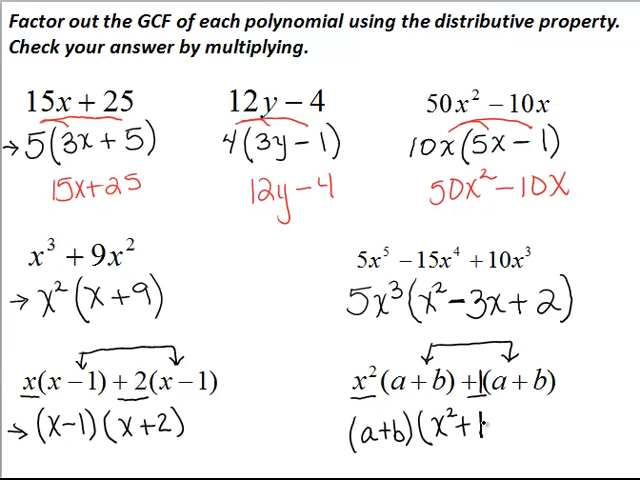 Factor out the GCF of each polynomial using the distributive property.
Check your answer by multiplying.
15x + 25 12y − 4 50x² − 10x
→ 5(3x + 5) 4(3y − 1) 10x(5x − 1)
15x+25 12y−4 50x²−10x
x³ + 9x² 5x⁵ − 15x⁴ + 10x³
→ x²(x+9) 5x³(x²−3x+2)
x(x − 1) + 2(x − 1) x²(a + b) + 1(a + b)
→ (x−1)(x+2) (a+b)(x²+1